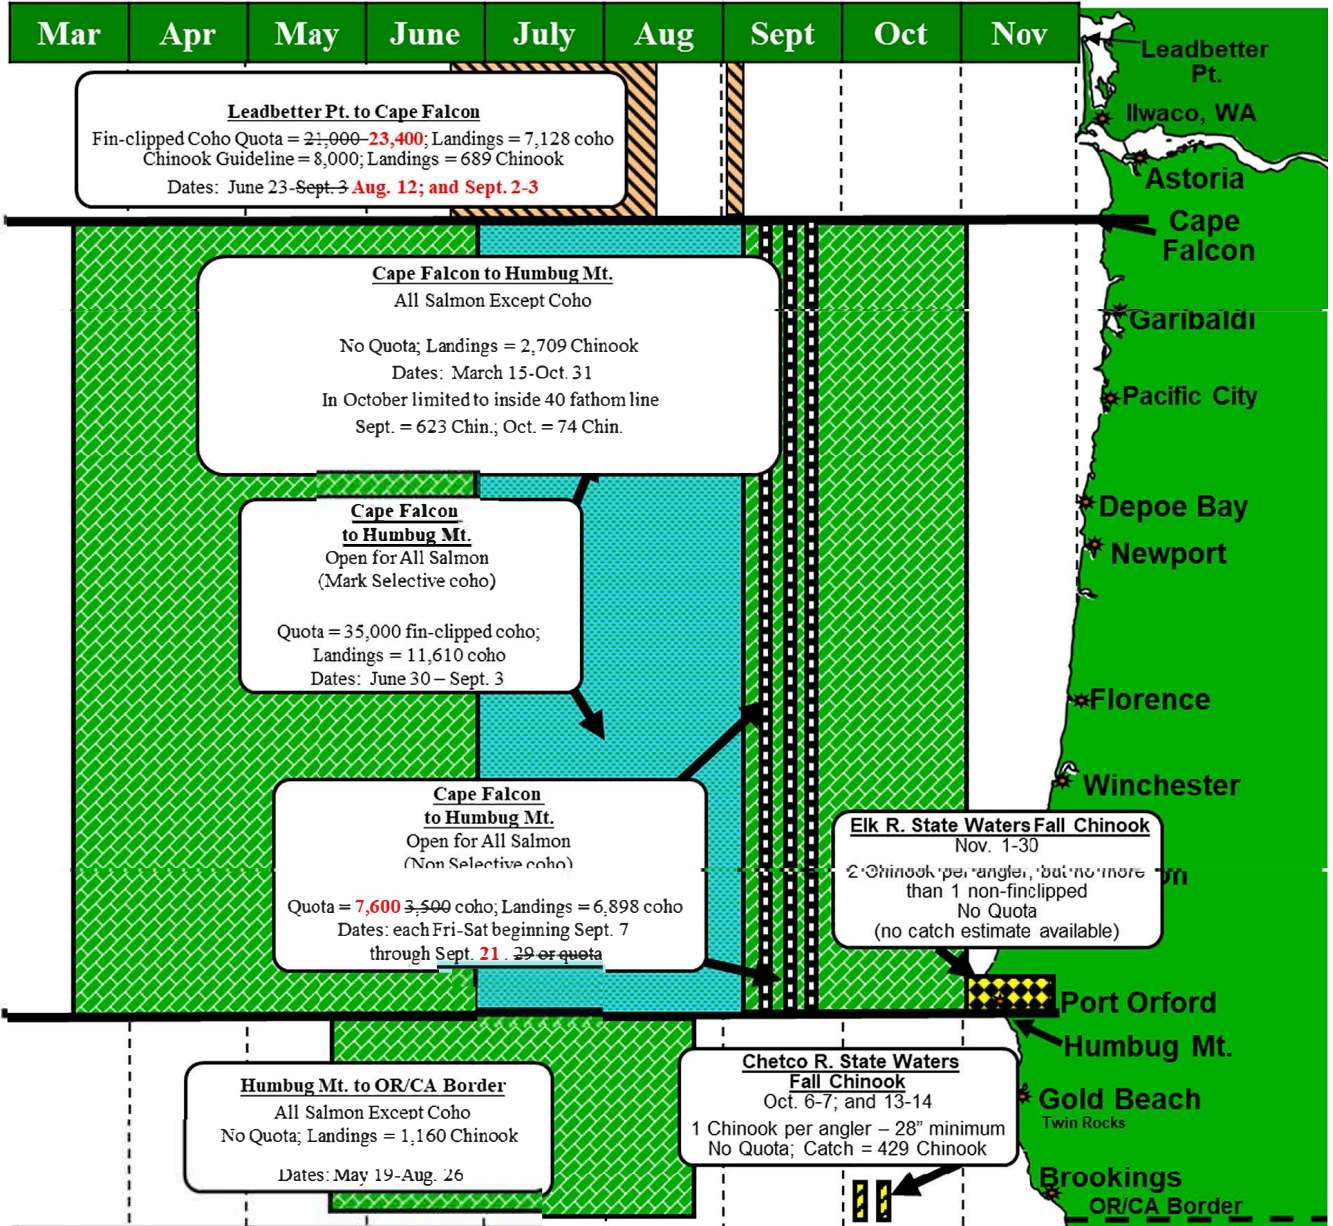 Mar Apr May June July Aug Sept Oct Nov
Leadbetter
Pt.
Ilwaco, WA
Astoria
Cape
Falcon
Garibaldi
Pacific City
Depoe Bay
Newport
Florence
Winchester
Port Orford
Humbug Mt.
Gold Beach
Twin Rocks
Brookings
OR/CA Border
Leadbetter Pt. to Cape Falcon
Fin-clipped Coho Quota = 21,000 23,400; Landings = 7,128 coho
Chinook Guideline = 8,000; Landings = 689 Chinook
Dates: June 23-Sept. 3 Aug. 12; and Sept. 2-3
Cape Falcon to Humbug Mt.
All Salmon Except Coho
No Quota; Landings = 2,709 Chinook
Dates: March 15-Oct. 31
In October limited to inside 40 fathom line
Sept. = 623 Chin.; Oct. = 74 Chin.
Cape Falcon
to Humbug Mt.
Open for All Salmon
(Mark Selective coho)
Quota = 35,000 fin-clipped coho;
Landings = 11,610 coho
Dates: June 30 – Sept. 3
Cape Falcon
to Humbug Mt.
Open for All Salmon
(Non Selective coho)
Quota = 7,600 3,500 coho; Landings = 6,898 coho
Dates: each Fri-Sat beginning Sept. 7
through Sept. 21 . 29 or quota
Elk R. State Waters Fall Chinook
Nov. 1-30
2 Chinook per angler, but no more
than 1 non-finclipped
No Quota
(no catch estimate available)
Humbug Mt. to OR/CA Border
All Salmon Except Coho
No Quota; Landings = 1,160 Chinook
Dates: May 19-Aug. 26
Chetco R. State Waters
Fall Chinook
Oct. 6-7; and 13-14
1 Chinook per angler – 28” minimum
No Quota; Catch = 429 Chinook